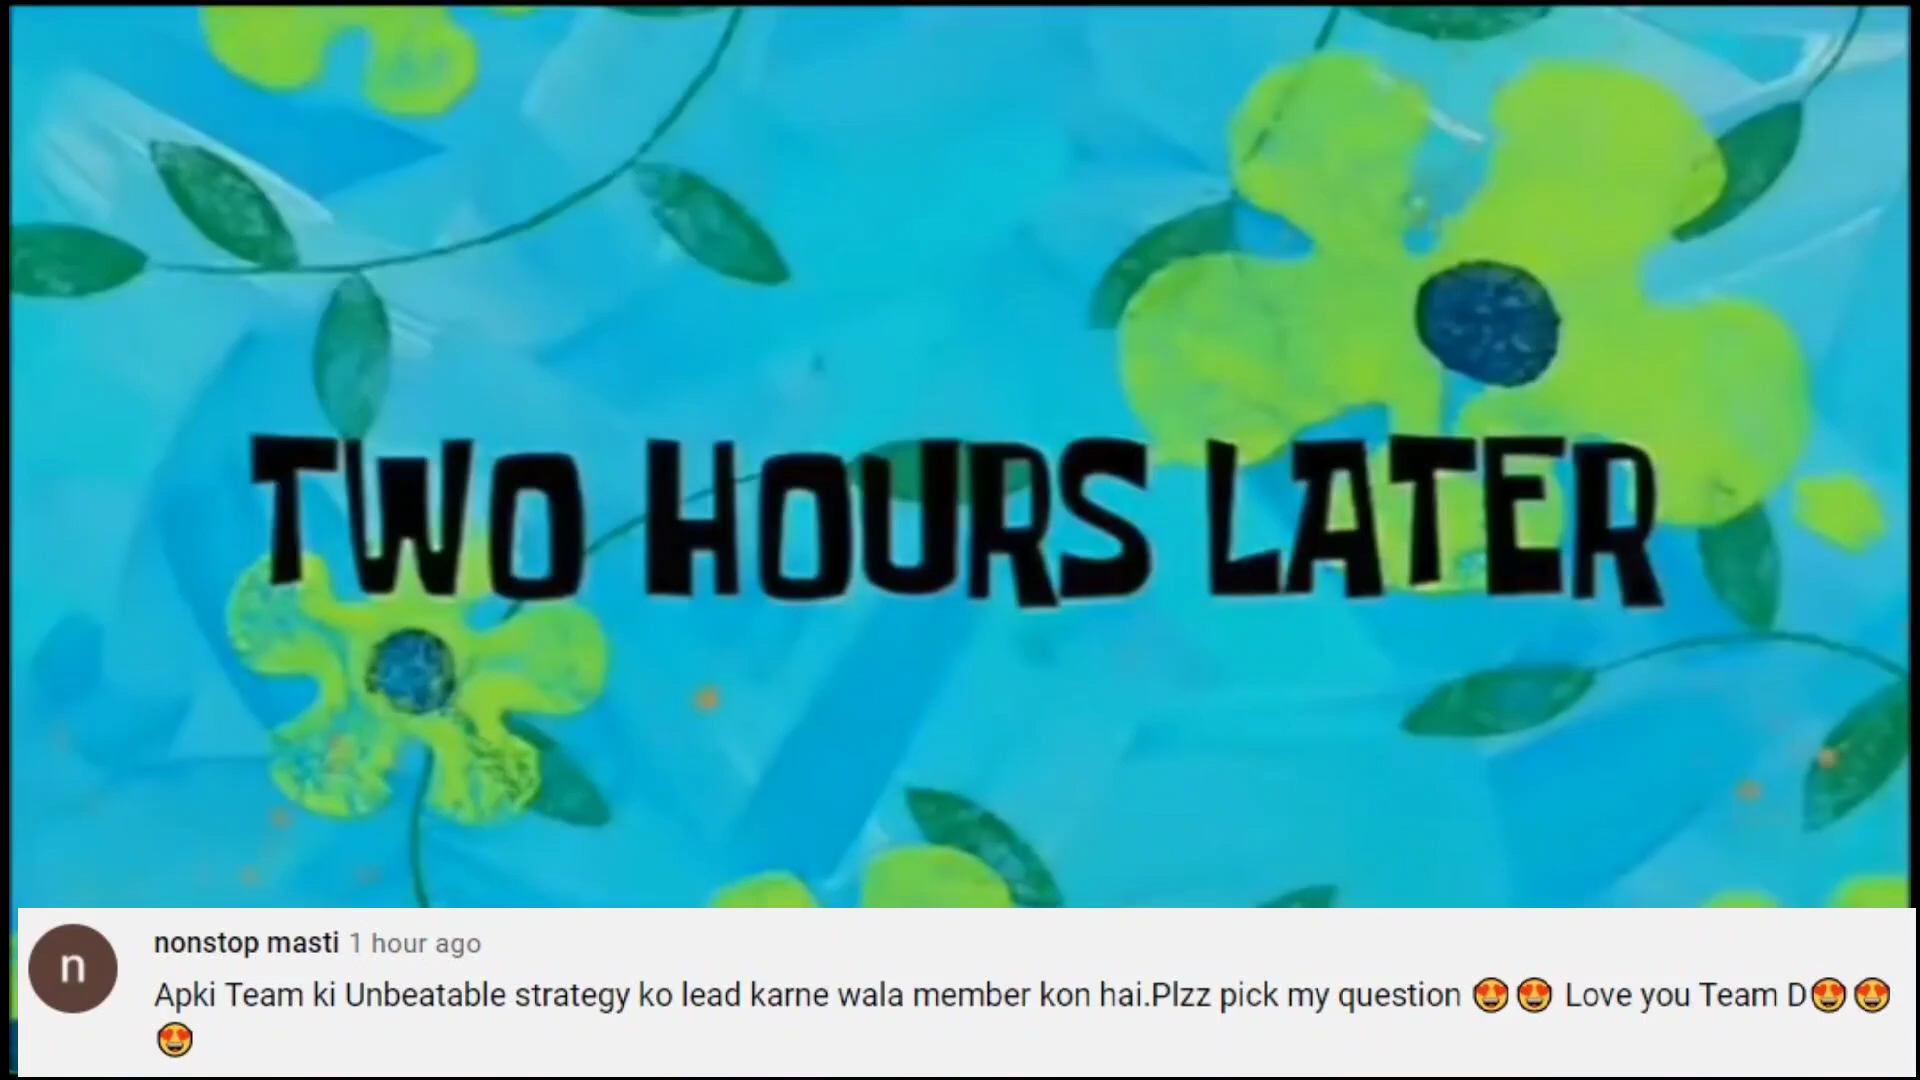 TWO HOURS LATER
n
nonstop masti 1 hour ago
Apki Team ki Unbeatable strategy ko lead karne wala member kon hai.Plzz pick my question 😍😍 Love you Team D😍😍
😍